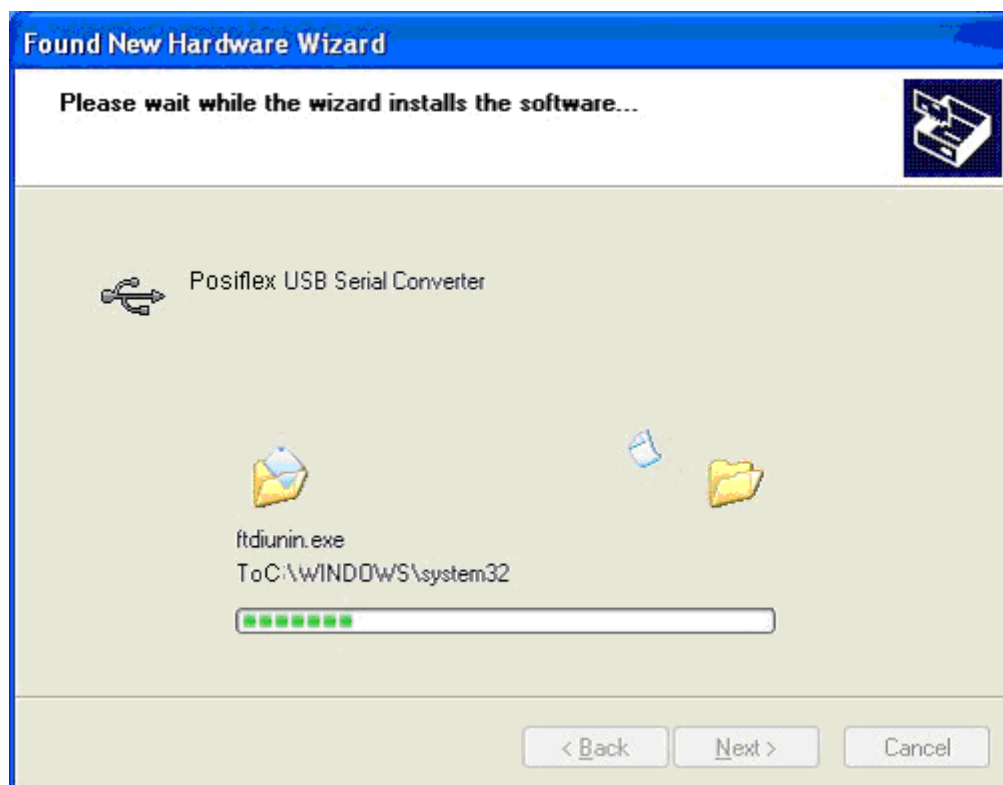 Found New Hardware Wizard
Please wait while the wizard installs the software...
Posiflex USB Serial Converter
ftdiunin.exe
ToC:\WINDOWS\system32
< Back
Next >
Cancel